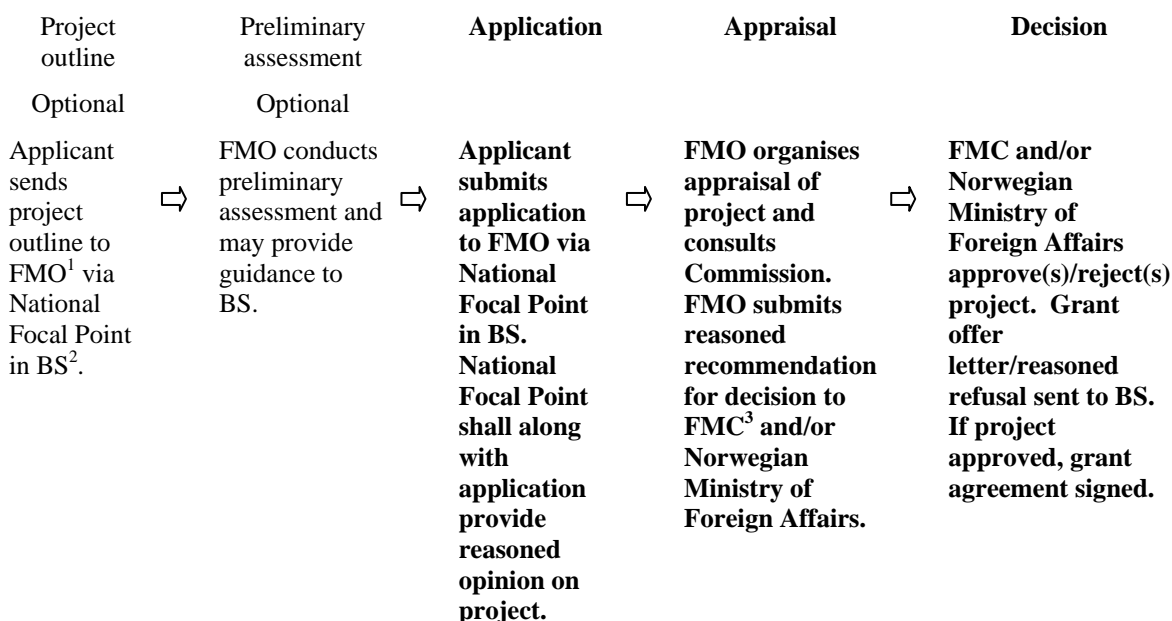 Project
outline
Preliminary
assessment
Application
Appraisal
Decision
Optional
Optional
Applicant
sends
project
outline to
FMO1 via
National
Focal Point
in BS2.
FMO conducts
preliminary
assessment and
may provide
guidance to
BS.
Applicant
submits
application
to FMO via
National
Focal Point
in BS.
National
Focal Point
shall along
with
application
provide
reasoned
opinion on
project.
FMO organises
appraisal of
project and
consults
Commission.
FMO submits
reasoned
recommendation
for decision to
FMC3 and/or
Norwegian
Ministry of
Foreign Affairs.
FMC and/or
Norwegian
Ministry of
Foreign Affairs
approve(s)/reject(s)
project.  Grant
offer
letter/reasoned
refusal sent to BS.
If project
approved, grant
agreement signed.